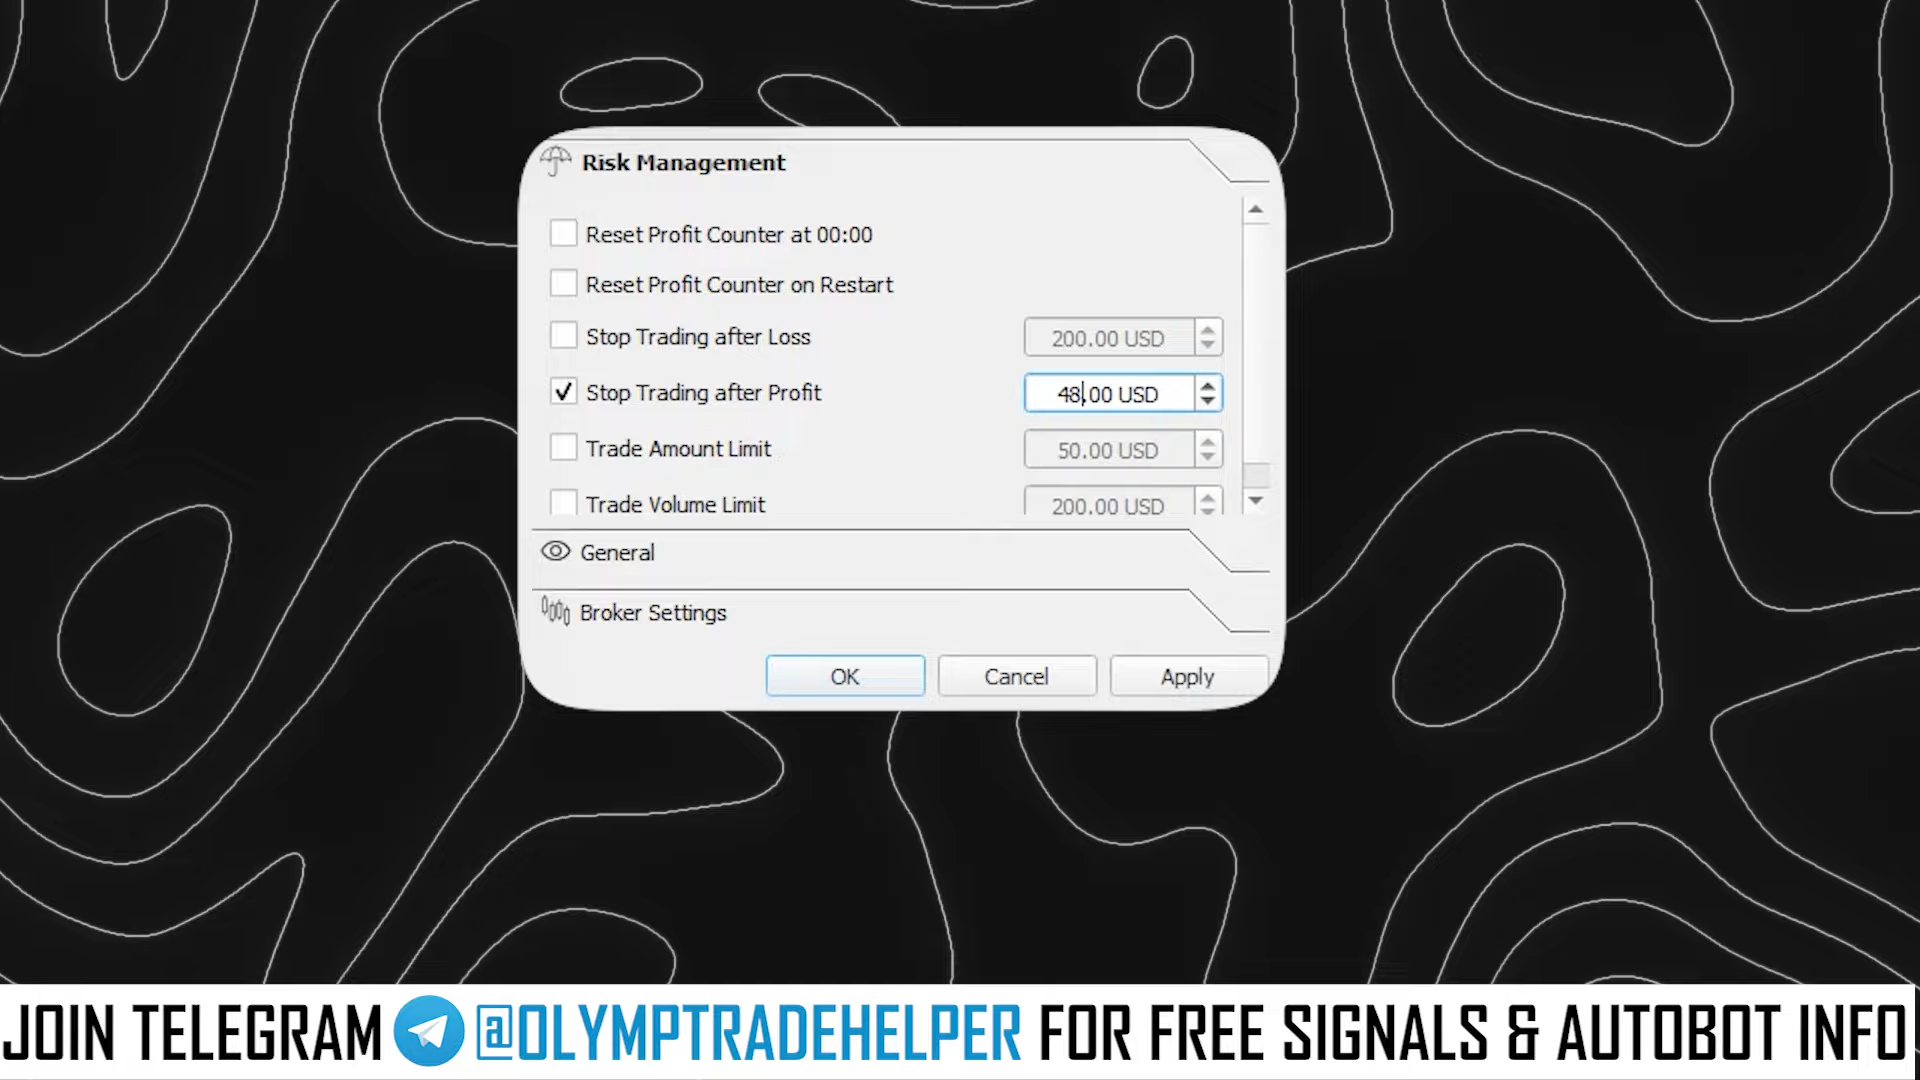 Risk Management
Reset Profit Counter at 00:00
Reset Profit Counter on Restart
Stop Trading after Loss 200.00 USD
Stop Trading after Profit 48.00 USD
Trade Amount Limit 50.00 USD
Trade Volume Limit 200.00 USD
General
Broker Settings
OK Cancel Apply
JOIN TELEGRAM @OLYMPTRADEHELPER FOR FREE SIGNALS & AUTOBOT INFO